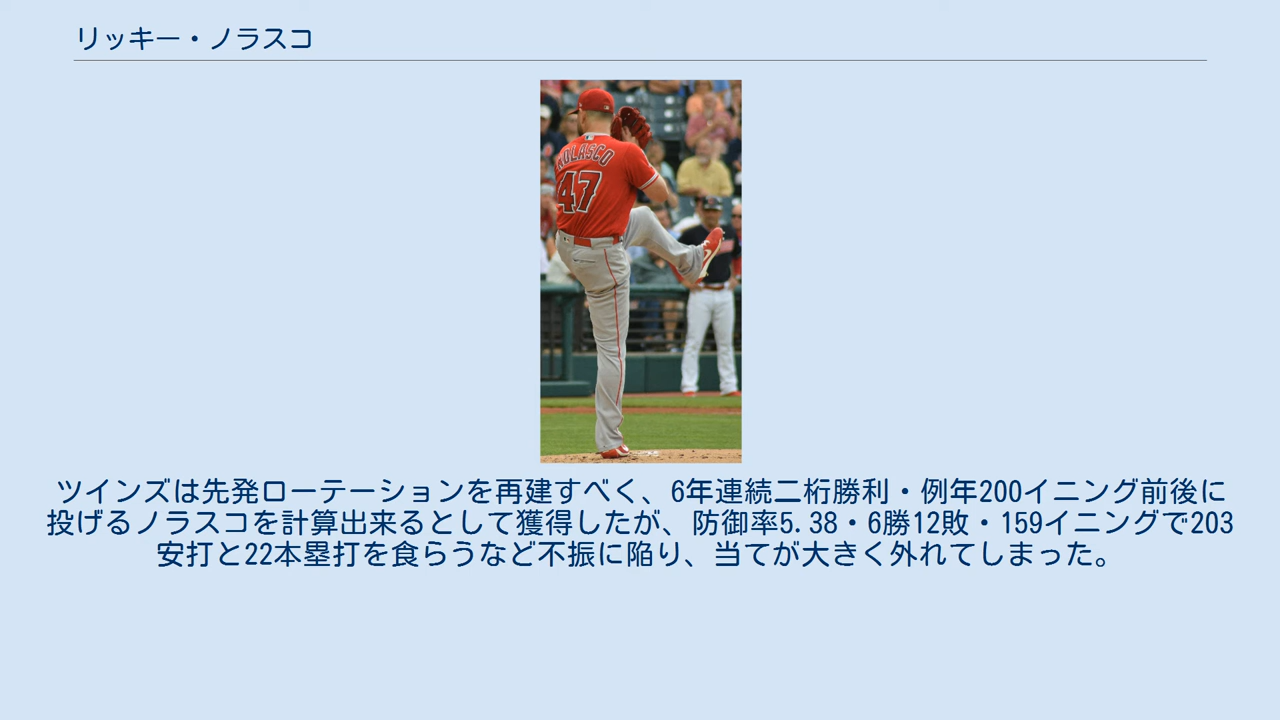 リッキー・ノラスコ
NOLASCO
47
ツインズは先発ローテーションを再建すべく、6年連続二桁勝利・例年200イニング前後に
投げるノラスコを計算出来るとして獲得したが、防御率5.38・6勝12敗・159イニングで203
安打と22本塁打を食らうなど不振に陥り、当てが大きく外れてしまった。